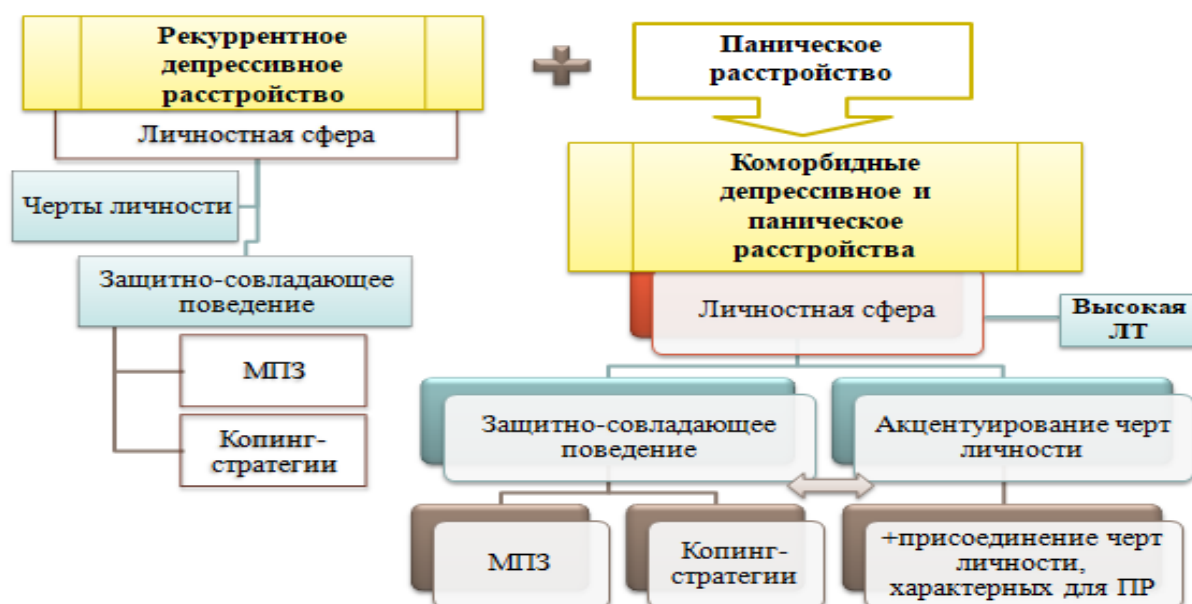 Рекуррентное
депрессивное
расстройство
Личностная сфера
Черты личности
Защитно-совладающее
поведение
МПЗ
Копинг-
стратегии
Паническое
расстройство
Коморбидные
депрессивное и
паническое
расстройства
Личностная сфера
Высокая
ЛТ
Защитно-совладающее
поведение
Акцентуирование черт
личности
МПЗ
Копинг-
стратегии
+присоединение черт
личности,
характерных для ПР